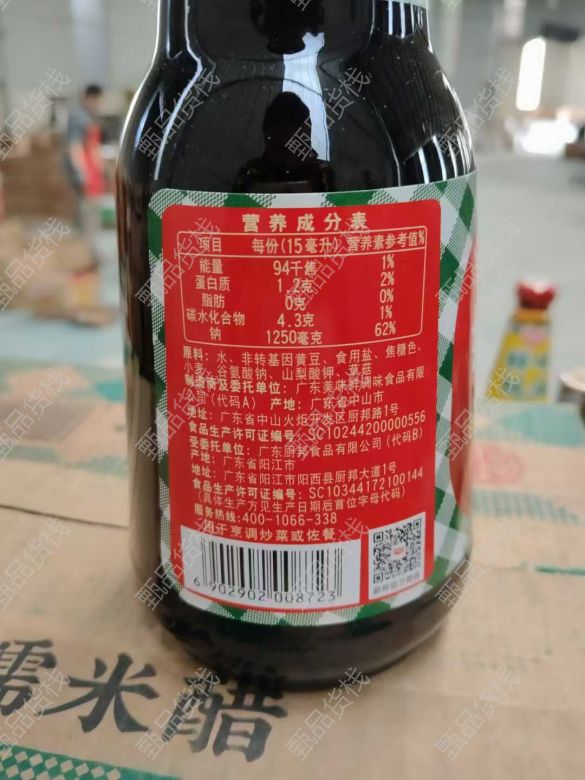 营养成分表
项目 每份(15毫升) 营养素参考值%
能量 94千焦 1%
蛋白质 1.2克 2%
脂肪 0克 0%
碳水化合物 4.3克 1%
钠 1250毫克 62%
原料：水、非转基因黄豆、食用盐、焦糖色、
小麦、谷氨酸钠、山梨酸钾、草菇
制造商及委托单位：广东美味鲜调味食品有限
公司(代码A) 产地：广东省中山市
地址：广东省中山火炬开发区厨邦路1号
食品生产许可证编号：SC10244200000556
受委托单位：广东厨邦食品有限公司(代码B)
产地：广东省阳江市
地址：广东省阳江市阳西县厨邦大道1号
食品生产许可证编号：SC10344172100144
(具体生产方见生产日期后首位字母代码)
服务热线:400-1066-338
用于烹调炒菜或佐餐
6 902902 008723
糯米醋
甄品货栈